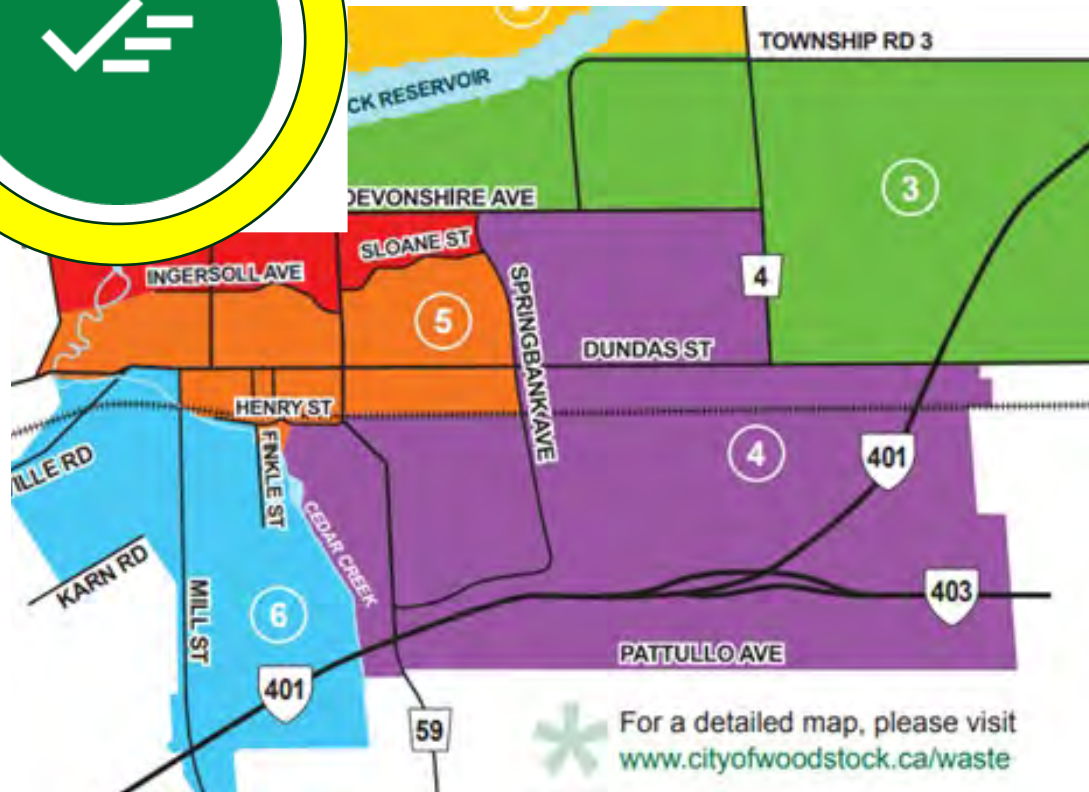 TOWNSHIP RD 3
CK RESERVOIR
3
DEVONSHIRE AVE
SLOANE ST
INGERSOLL AVE
4
SPRINGBANK AVE
5
DUNDAS ST
HENRY ST
FINKLE ST
4
401
VILLE RD
CEDAR CREEK
KARN RD
MILL ST
403
6
PATTULLO AVE
401
59
For a detailed map, please visit
www.cityofwoodstock.ca/waste